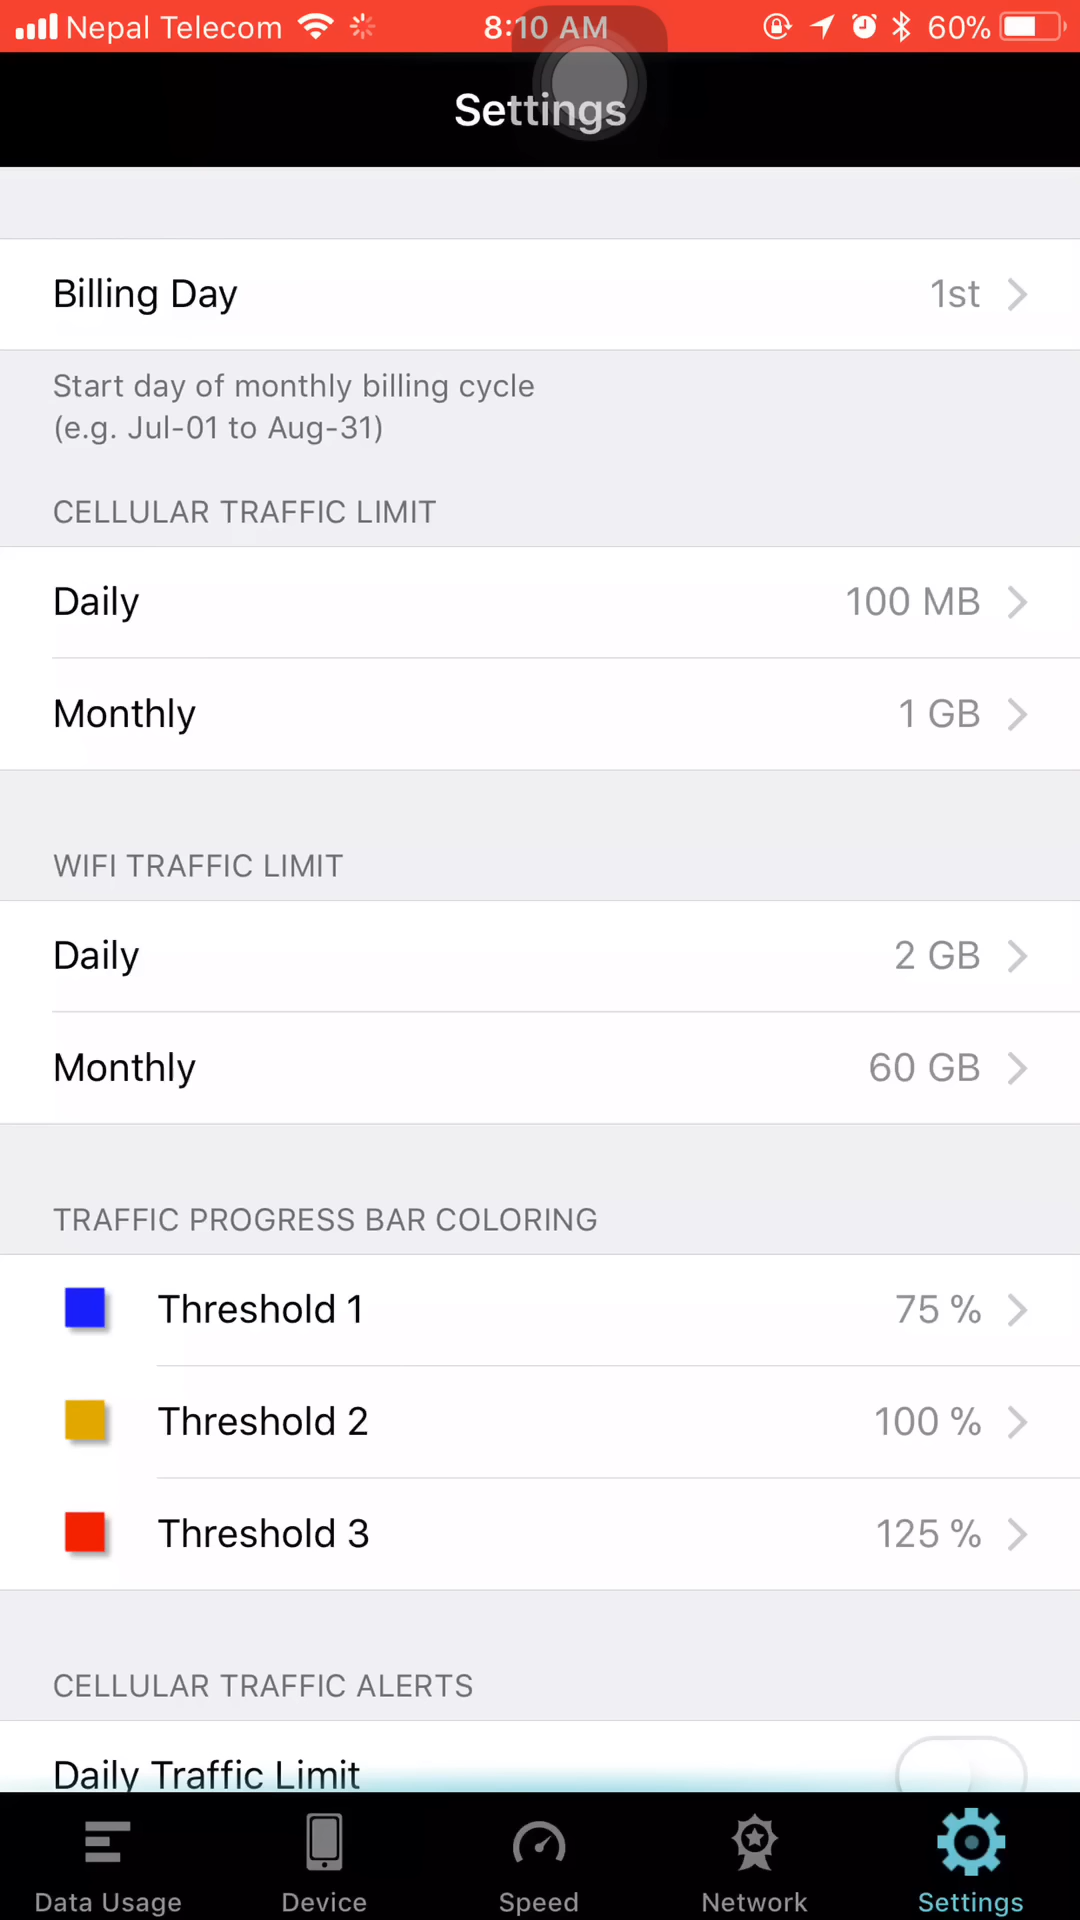 Nepal Telecom 8:10 AM 60%
Settings
Billing Day 1st
Start day of monthly billing cycle
(e.g. Jul-01 to Aug-31)
CELLULAR TRAFFIC LIMIT
Daily 100 MB
Monthly 1 GB
WIFI TRAFFIC LIMIT
Daily 2 GB
Monthly 60 GB
TRAFFIC PROGRESS BAR COLORING
Threshold 1 75 %
Threshold 2 100 %
Threshold 3 125 %
CELLULAR TRAFFIC ALERTS
Daily Traffic Limit
Data Usage Device Speed Network Settings